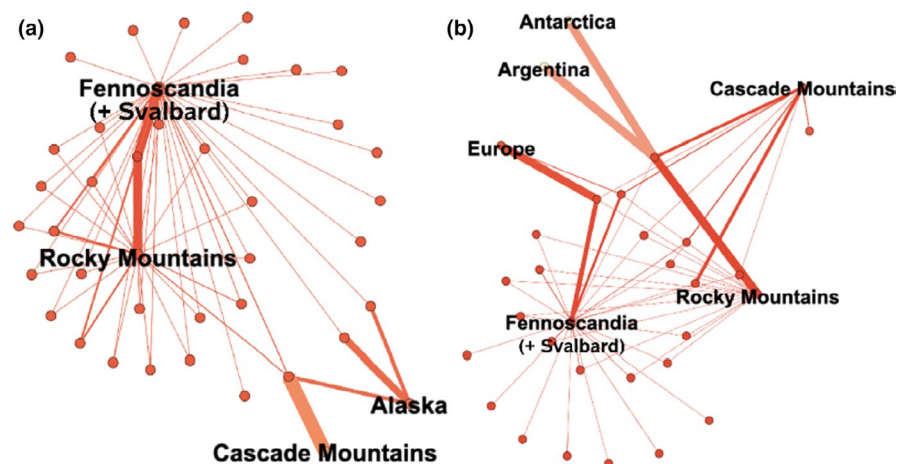 (a)
Fennoscandia
(+ Svalbard)
Rocky Mountains
Alaska
Cascade Mountains
(b)
Antarctica
Argentina
Cascade Mountains
Europe
Rocky Mountains
Fennoscandia
(+ Svalbard)